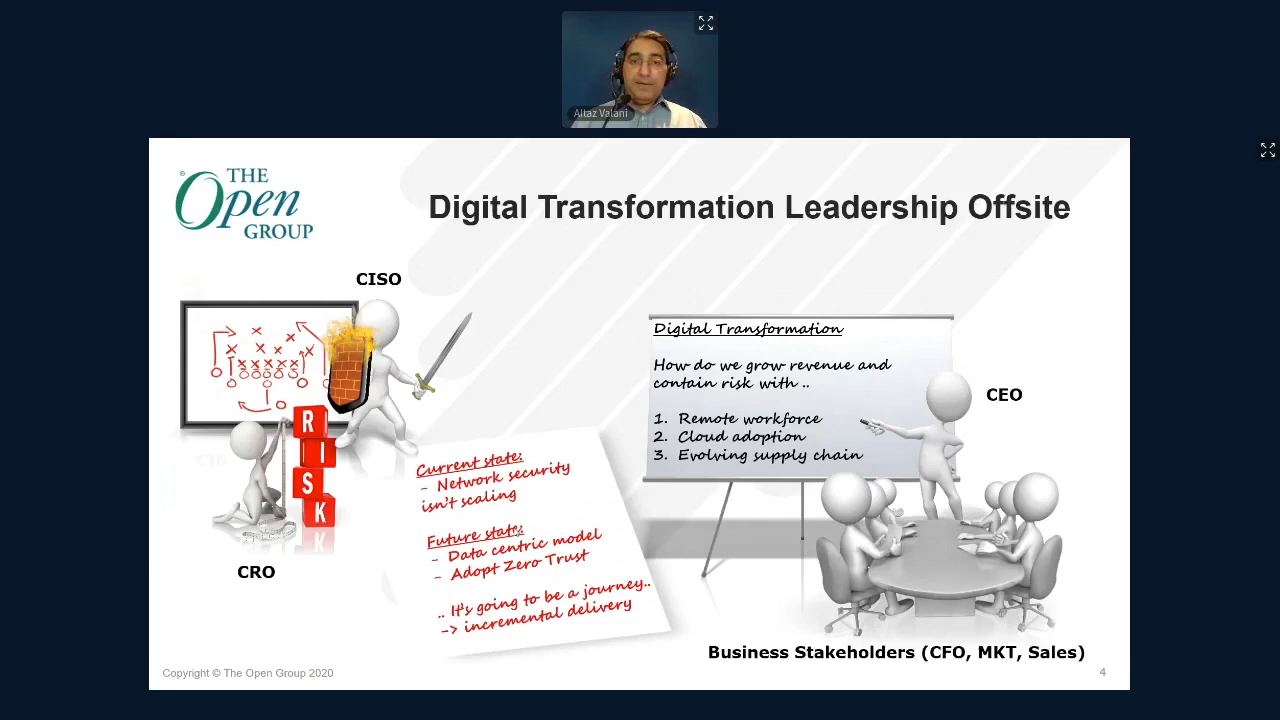 Altaz Valani
THE
Open
GROUP
®
Digital Transformation Leadership Offsite
CISO
RISK
CRO
Current state:
- Network security
isn't scaling
Future state:
- Data centric model
- Adopt Zero Trust
.. It's going to be a journey..
-> incremental delivery
Digital Transformation
How do we grow revenue and
contain risk with ..
1. Remote workforce
2. Cloud adoption
3. Evolving supply chain
CEO
Business Stakeholders (CFO, MKT, Sales)
Copyright © The Open Group 2020
4